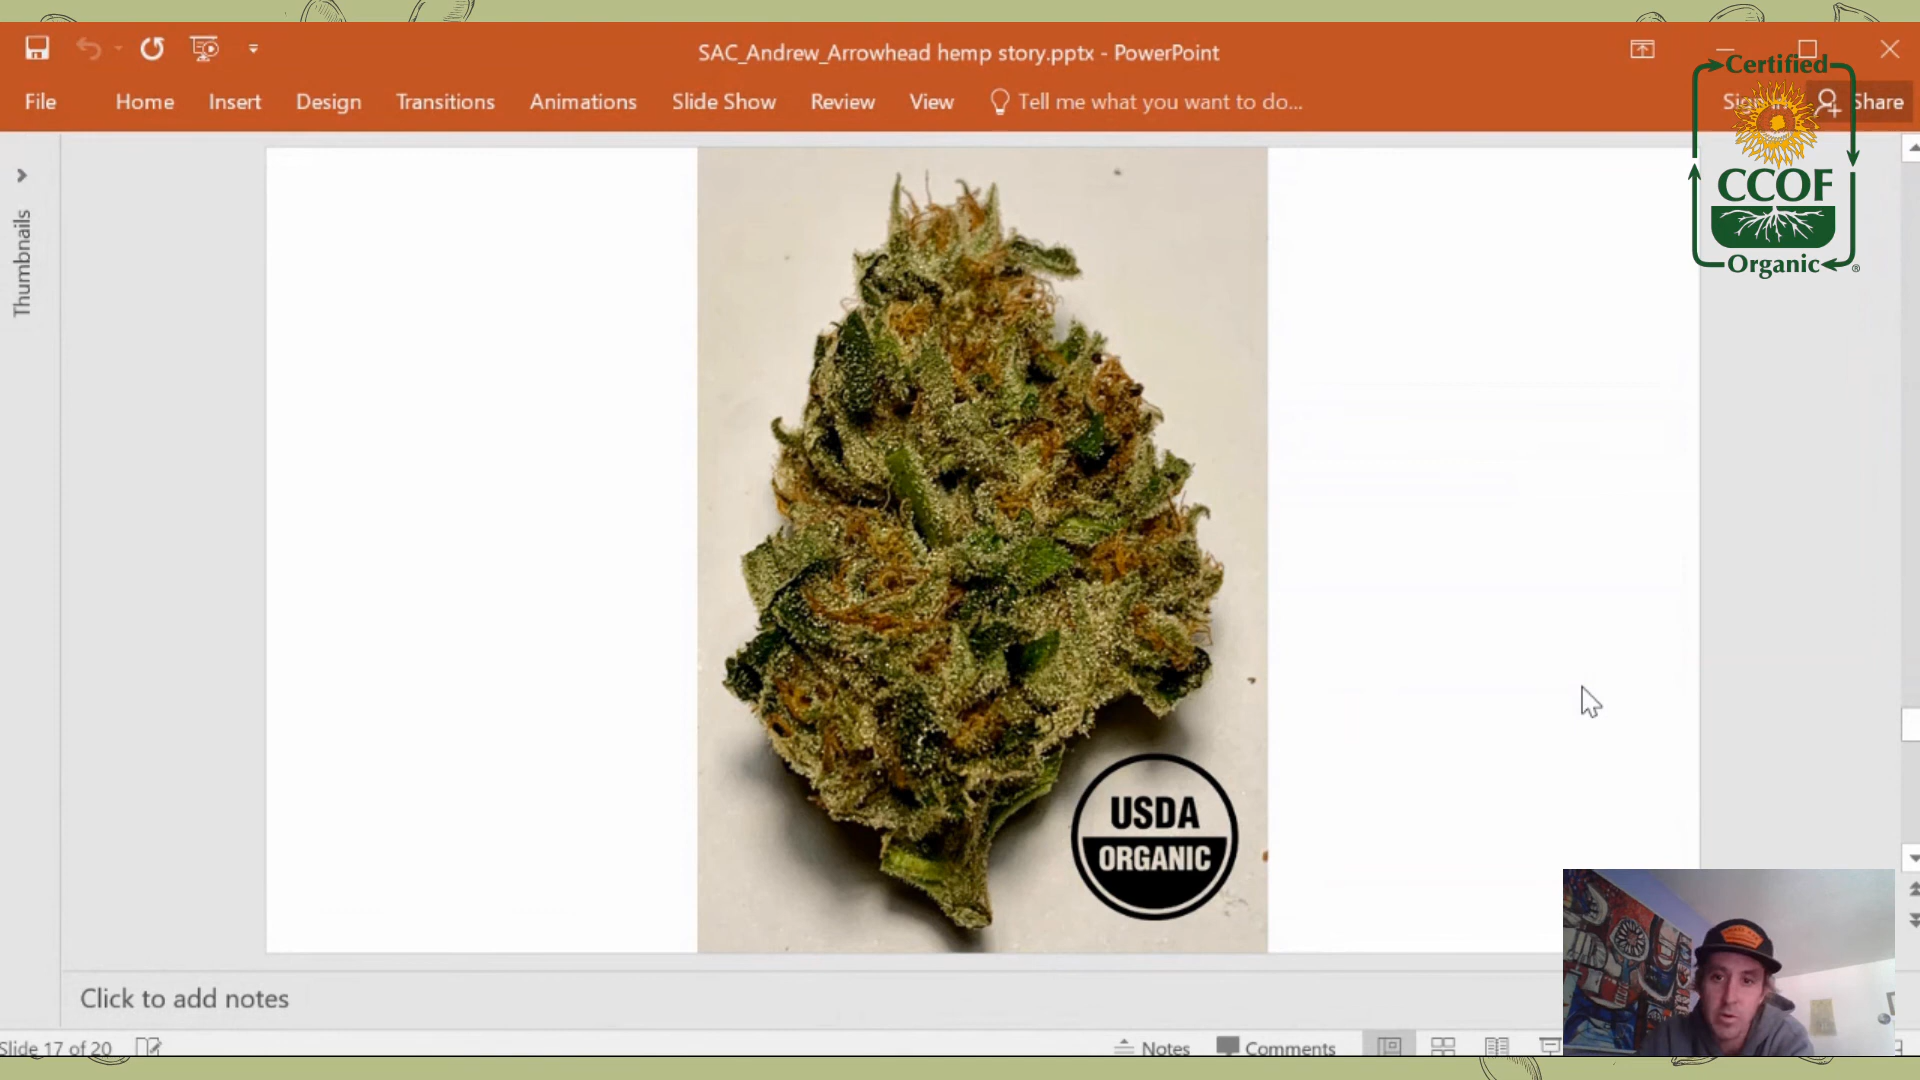 SAC_Andrew_Arrowhead hemp story.pptx - PowerPoint
File Home Insert Design Transitions Animations Slide Show Review View Tell me what you want to do...
Share
Certified
CCOF
Organic
®
Thumbnails
USDA
ORGANIC
Click to add notes
Slide 17 of 20
Notes
Comments